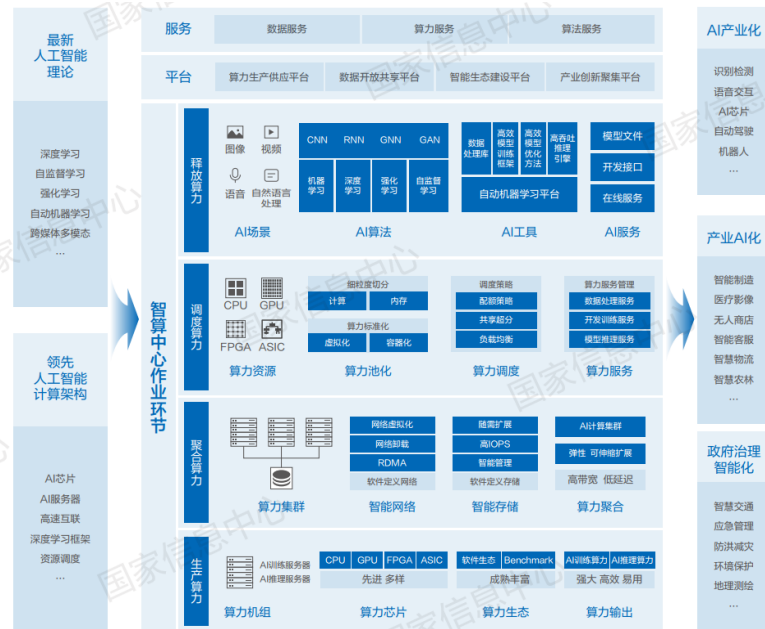 最新
人工智能
理论
深度学习
自监督学习
强化学习
自动机器学习
跨媒体多模态
...
领先
人工智能
计算架构
AI芯片
AI服务器
高速互联
深度学习框架
资源调度
...
服务
数据服务
算力服务
算法服务
平台
算力生产供应平台
数据开放共享平台
智能生态建设平台
产业创新聚集平台
智算中心作业环节
释放算力
图像
视频
语音
自然语言
处理
AI场景
CNN RNN GNN GAN
机器
学习
深度
学习
强化
学习
自监督
学习
AI算法
数据
处理库
高效
模型
训练
框架
高效
模型
优化
方法
高吞吐
推理
引擎
自动机器学习平台
AI工具
模型文件
开发接口
在线服务
AI服务
调度算力
CPU GPU
FPGA ASIC
算力资源
细粒度切分
计算 内存
算力标准化
虚拟化 容器化
算力池化
调度策略
配额策略
共享超分
负载均衡
算力调度
算力服务管理
数据处理服务
开发训练服务
模型推理服务
算力服务
聚合算力
算力集群
网络虚拟化
网络卸载
RDMA
软件定义网络
智能网络
随需扩展
高IOPS
智能管理
软件定义存储
智能存储
AI计算集群
弹性 可伸缩扩展
高带宽 低延迟
算力聚合
生产算力
AI训练服务器
AI推理服务器
算力机组
CPU GPU FPGA ASIC
先进 多样
算力芯片
软件生态 Benchmark
成熟丰富
算力生态
AI训练算力 AI推理算力
强大 高效 易用
算力输出
AI产业化
识别检测
语音交互
AI芯片
自动驾驶
机器人
...
产业AI化
智能制造
医疗影像
无人商店
智能客服
智慧物流
智慧农林
...
政府治理
智能化
智慧交通
应急管理
防洪减灾
环境保护
地理测绘
...
国家信息中心